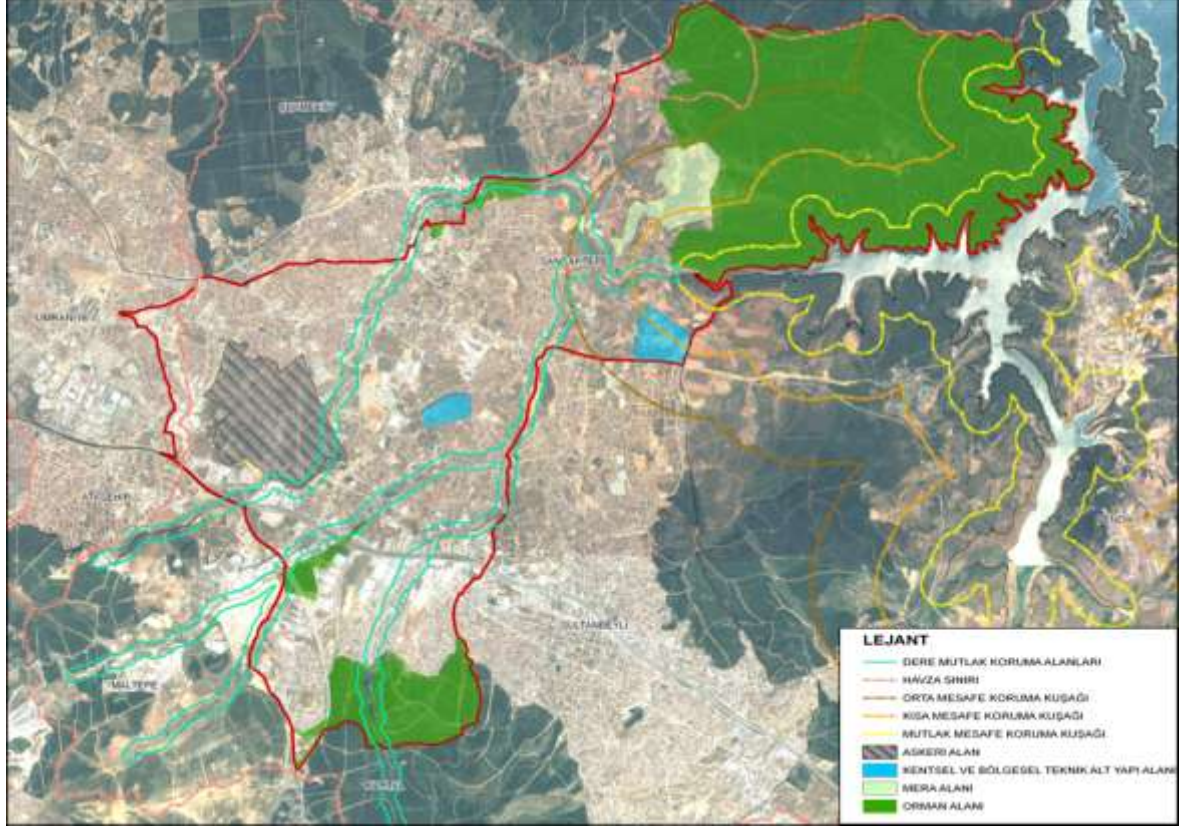 ÜMRANİYE
ATAŞEHİR
SULTANBEYLİ
MALTEPE
LEJANT
DERE MUTLAK KORUMA ALANLARI
HAVZA SINIRI
ORTA MESAFE KORUMA KUŞAĞI
KISA MESAFE KORUMA KUŞAĞI
MUTLAK MESAFE KORUMA KUŞAĞI
ASKERİ ALAN
KENTSEL VE BÖLGESEL TEKNİK ALT YAPI ALANI
MERA ALANI
ORMAN ALANI